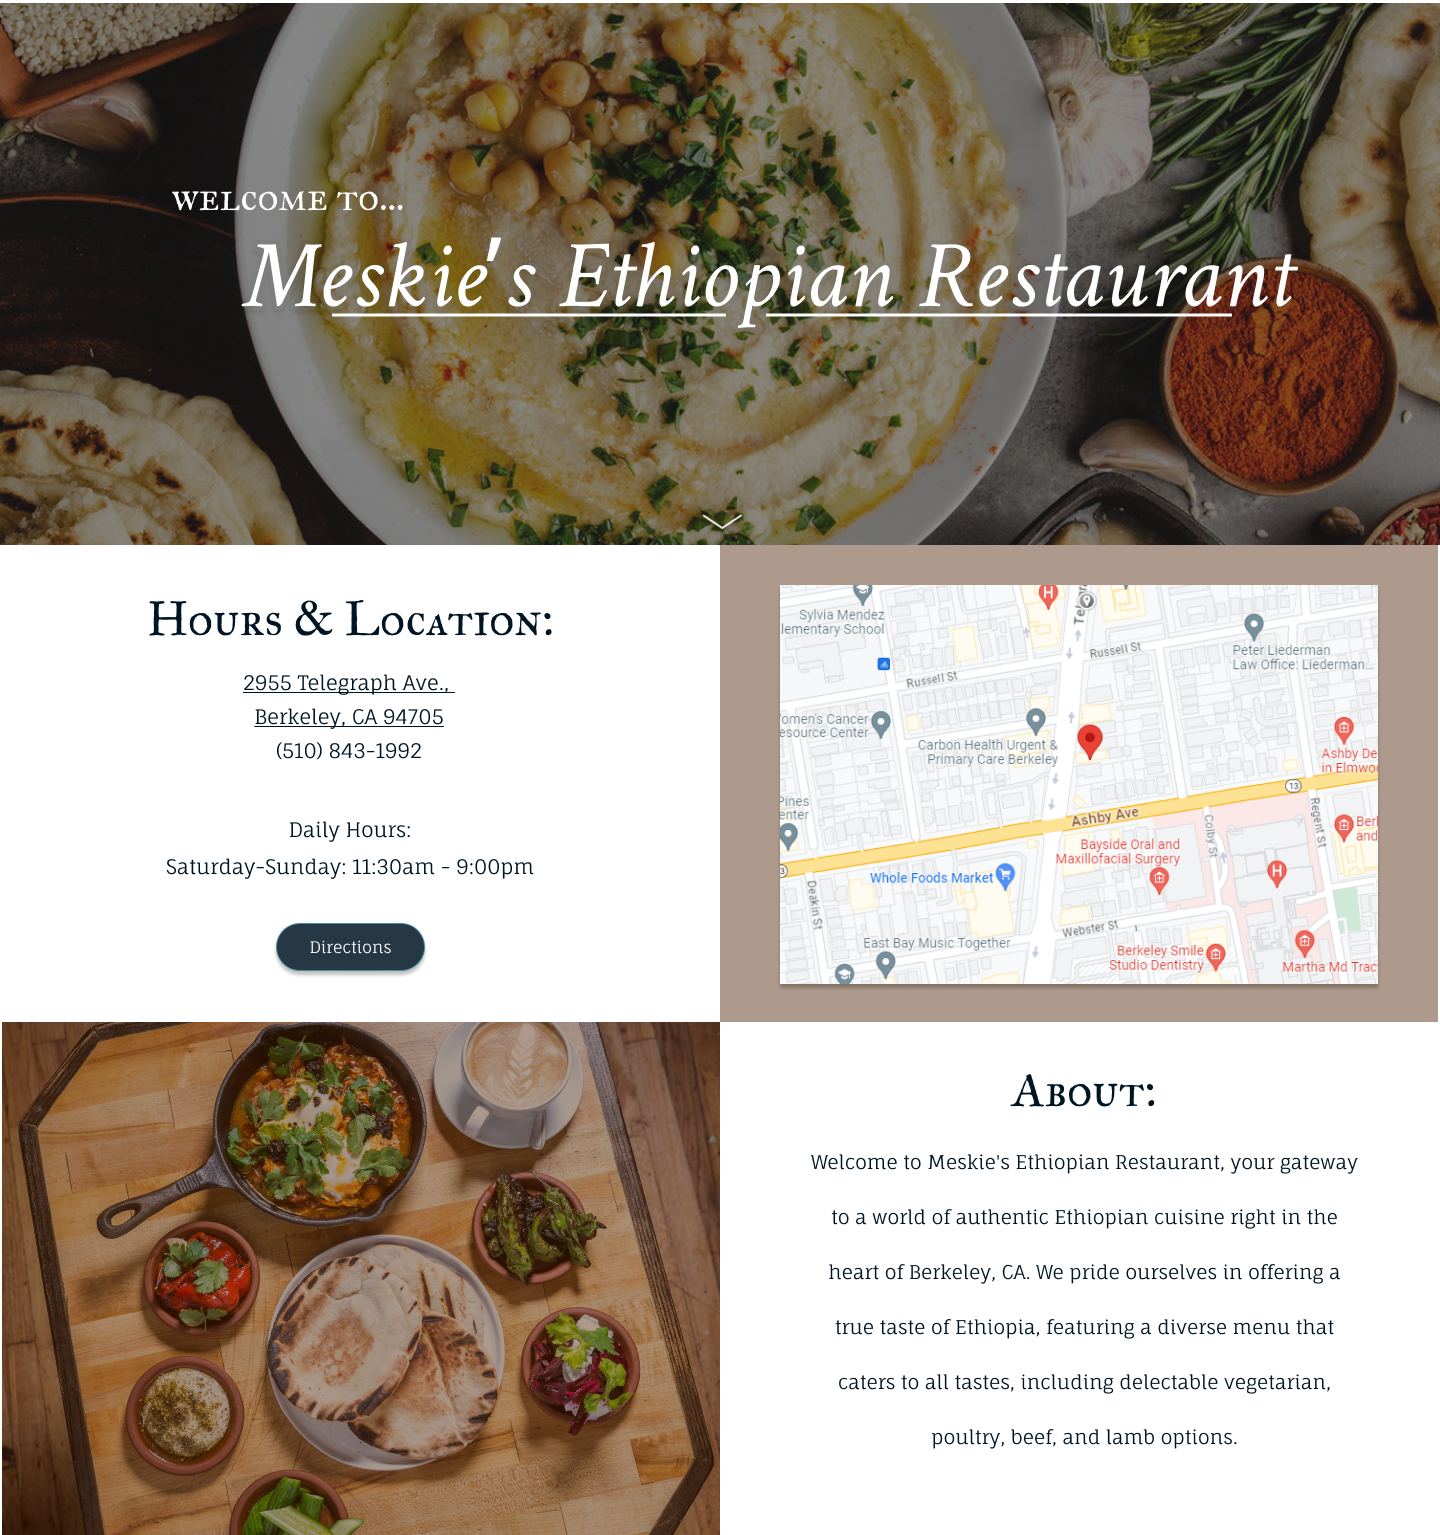 WELCOME TO...
Meskie's Ethiopian Restaurant
Hours & Location:
2955 Telegraph Ave.,
Berkeley, CA 94705
(510) 843-1992
Daily Hours:
Saturday-Sunday: 11:30am - 9:00pm
Directions
Sylvia Mendez
lementary School
Russell St
Russell St
Peter Liederman
Law Office: Liederman...
omen's Cancer
esource Center
Carbon Health Urgent &
Primary Care Berkeley
Ashby De
in Elmwo
13
Pines
enter
Ashby Ave
Colby St
Regent St
Berl
and
Bayside Oral and
Maxillofacial Surgery
3
Whole Foods Market
Deakin St
Webster St
East Bay Music Together
Berkeley Smile
Studio Dentistry
Martha Md Trac
H
H
About:
Welcome to Meskie's Ethiopian Restaurant, your gateway
to a world of authentic Ethiopian cuisine right in the
heart of Berkeley, CA. We pride ourselves in offering a
true taste of Ethiopia, featuring a diverse menu that
caters to all tastes, including delectable vegetarian,
poultry, beef, and lamb options.